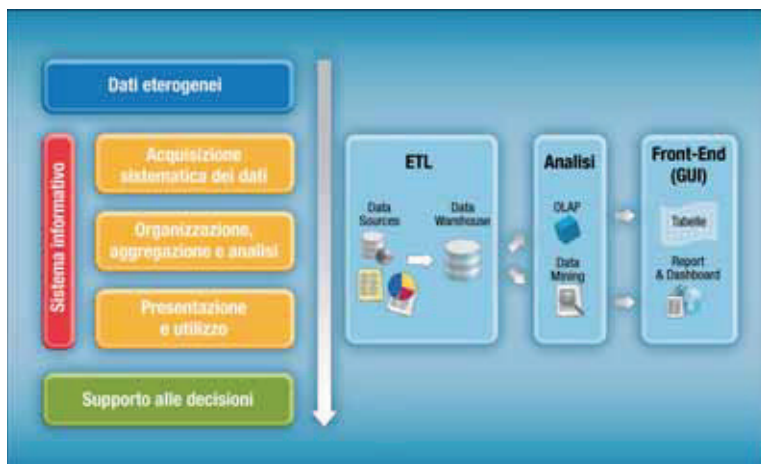 Dati eterogenei
Sistema informativo
Acquisizione
sistematica dei dati
Organizzazione,
aggregazione e analisi
Presentazione
e utilizzo
Supporto alle decisioni
ETL
Data
Sources
Data
Warehouse
Analisi
OLAP
Data
Mining
Front-End
(GUI)
Tabelle
Report
& Dashboard